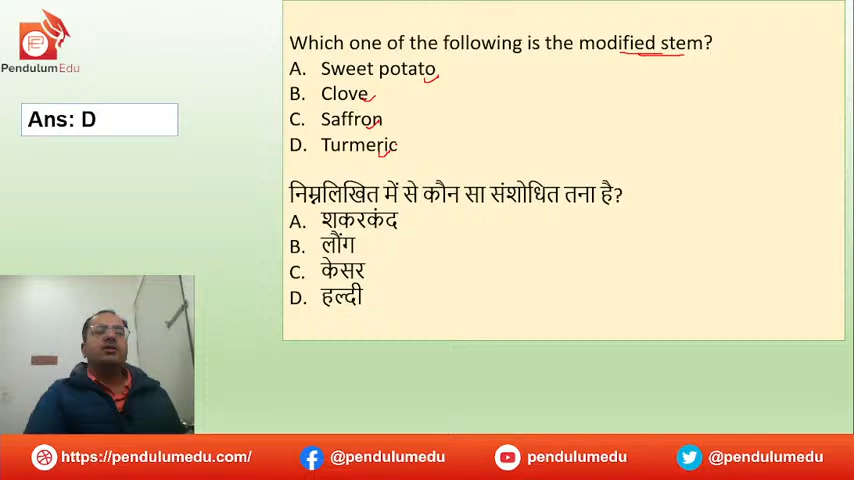 PendulumEdu
Ans: D
Which one of the following is the modified stem?
A. Sweet potato
B. Clove
C. Saffron
D. Turmeric
निम्नलिखित में से कौन सा संशोधित तना है?
A. शकरकंद
B. लौंग
C. केसर
D. हल्दी
https://pendulumedu.com/
@pendulumedu
pendulumedu
@pendulumedu